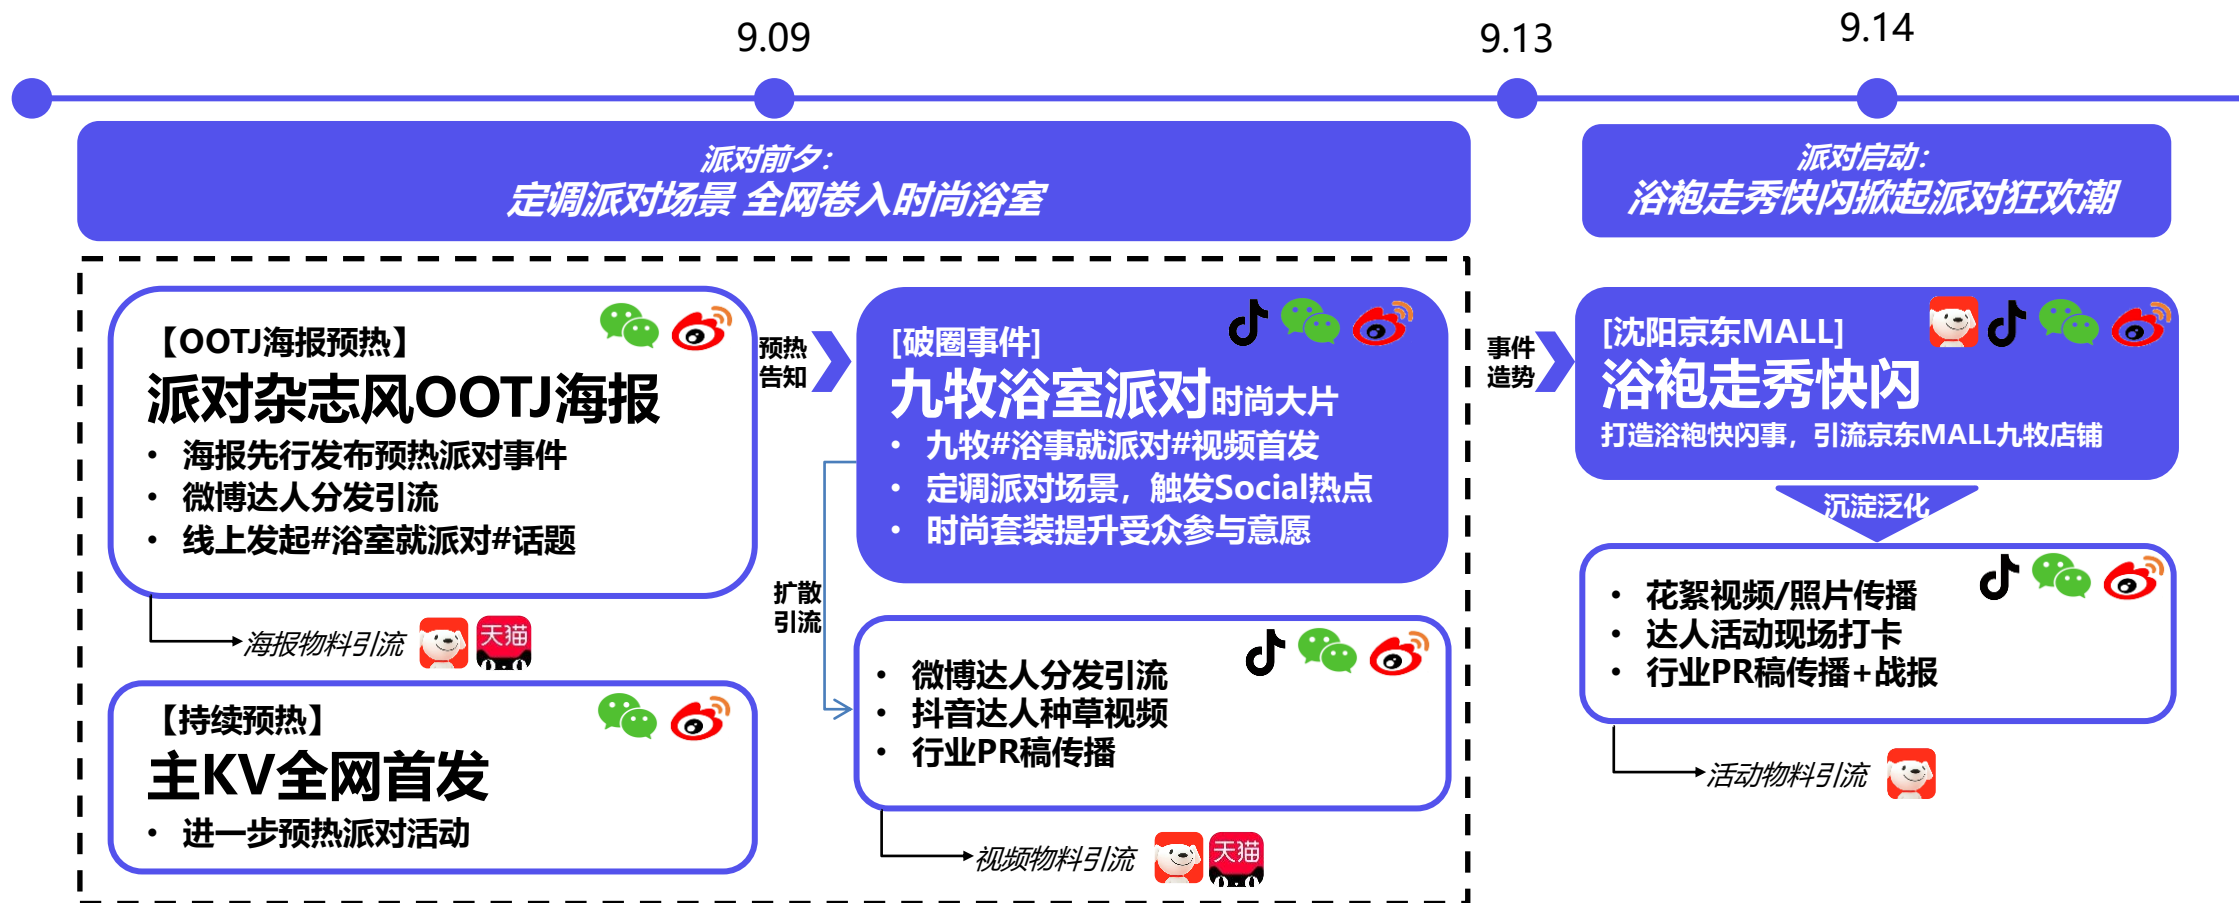 9.09
9.13
9.14
派对前夕：
定调派对场景 全网卷入时尚浴室
派对启动：
浴袍走秀快闪掀起派对狂欢潮
【OOTJ海报预热】
派对杂志风OOTJ海报
• 海报先行发布预热派对事件
• 微博达人分发引流
• 线上发起#浴室就派对#话题
海报物料引流
天猫
【持续预热】
主KV全网首发
• 进一步预热派对活动
预热
告知
[破圈事件]
九牧浴室派对时尚大片
• 九牧#浴事就派对#视频首发
• 定调派对场景，触发Social热点
• 时尚套装提升受众参与意愿
扩散
引流
• 微博达人分发引流
• 抖音达人种草视频
• 行业PR稿传播
视频物料引流
天猫
事件
造势
[沈阳京东MALL]
浴袍走秀快闪
打造浴袍快闪事，引流京东MALL九牧店铺
沉淀泛化
• 花絮视频/照片传播
• 达人活动现场打卡
• 行业PR稿传播+战报
活动物料引流